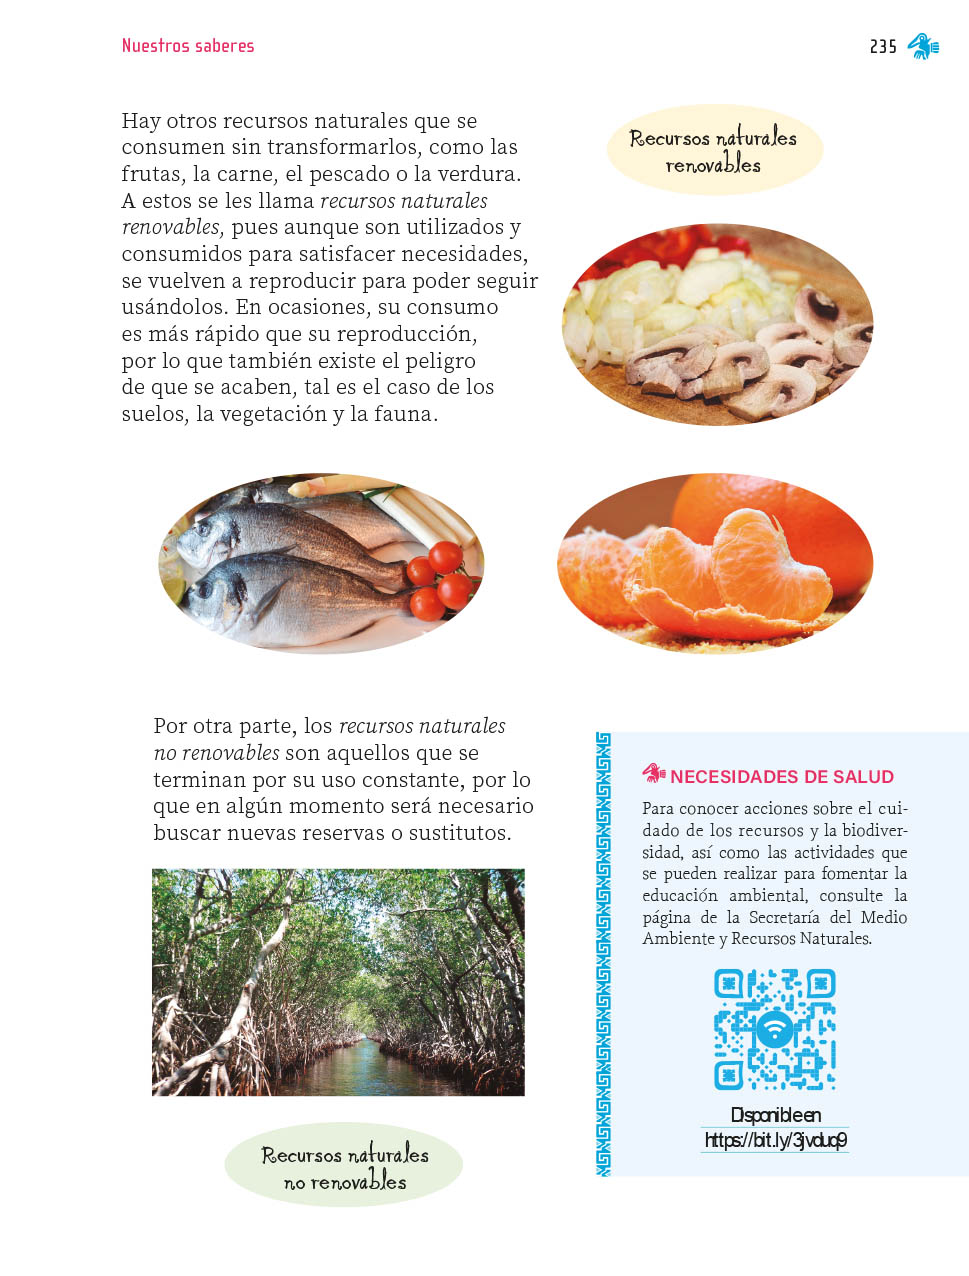 Nuestros saberes
235
Hay otros recursos naturales que se
consumen sin transformarlos, como las
frutas, la carne, el pescado o la verdura.
A estos se les llama recursos naturales
renovables, pues aunque son utilizados y
consumidos para satisfacer necesidades,
se vuelven a reproducir para poder seguir
usándolos. En ocasiones, su consumo
es más rápido que su reproducción,
por lo que también existe el peligro
de que se acaben, tal es el caso de los
suelos, la vegetación y la fauna.
Recursos naturales
renovables
Por otra parte, los recursos naturales
no renovables son aquellos que se
terminan por su uso constante, por lo
que en algún momento será necesario
buscar nuevas reservas o sustitutos.
Recursos naturales
no renovables
NECESIDADES DE SALUD
Para conocer acciones sobre el cui-
dado de los recursos y la biodiver-
sidad, así como las actividades que
se pueden realizar para fomentar la
educación ambiental, consulte la
página de la Secretaría del Medio
Ambiente y Recursos Naturales.
Disponible en
https://bit.ly/3jvduq9